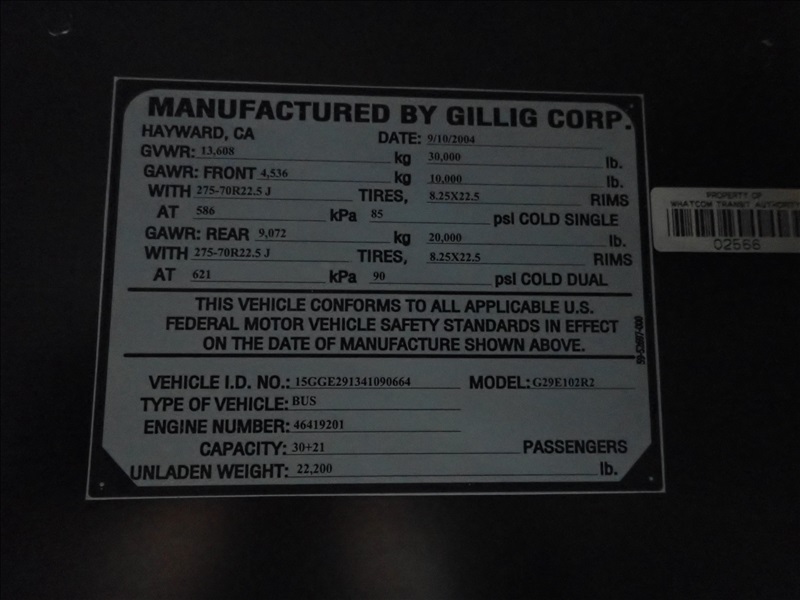 MANUFACTURED BY GILLIG CORP.
HAYWARD, CA DATE: 9/10/2004
GVWR: 13,608 kg 30,000 lb.
GAWR: FRONT 4,536 kg 10,000 lb.
WITH 275-70R22.5 J TIRES, 8.25X22.5 RIMS
AT 586 kPa 85 psi COLD SINGLE
GAWR: REAR 9,072 kg 20,000 lb.
WITH 275-70R22.5 J TIRES, 8.25X22.5 RIMS
AT 621 kPa 90 psi COLD DUAL
THIS VEHICLE CONFORMS TO ALL APPLICABLE U.S.
FEDERAL MOTOR VEHICLE SAFETY STANDARDS IN EFFECT
ON THE DATE OF MANUFACTURE SHOWN ABOVE.
VEHICLE I.D. NO.: 15GGE291341090664 MODEL: G29E102R2
TYPE OF VEHICLE: BUS
ENGINE NUMBER: 46419201
CAPACITY: 30+21 PASSENGERS
UNLADEN WEIGHT: 22,200 lb.
PROPERTY OF
WHATCOM TRANSIT AUTHORITY
02566